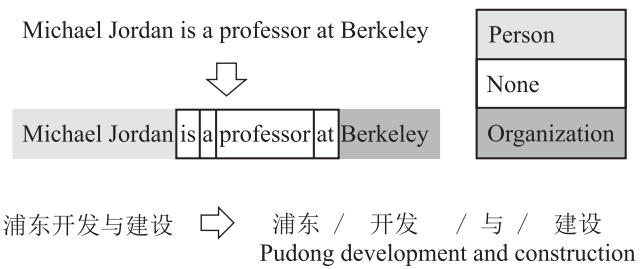 Michael Jordan is a professor at Berkeley
Person
None
Michael Jordan is a professor at Berkeley
Organization
浦东开发与建设 浦东 / 开发 / 与 / 建设
Pudong development and construction